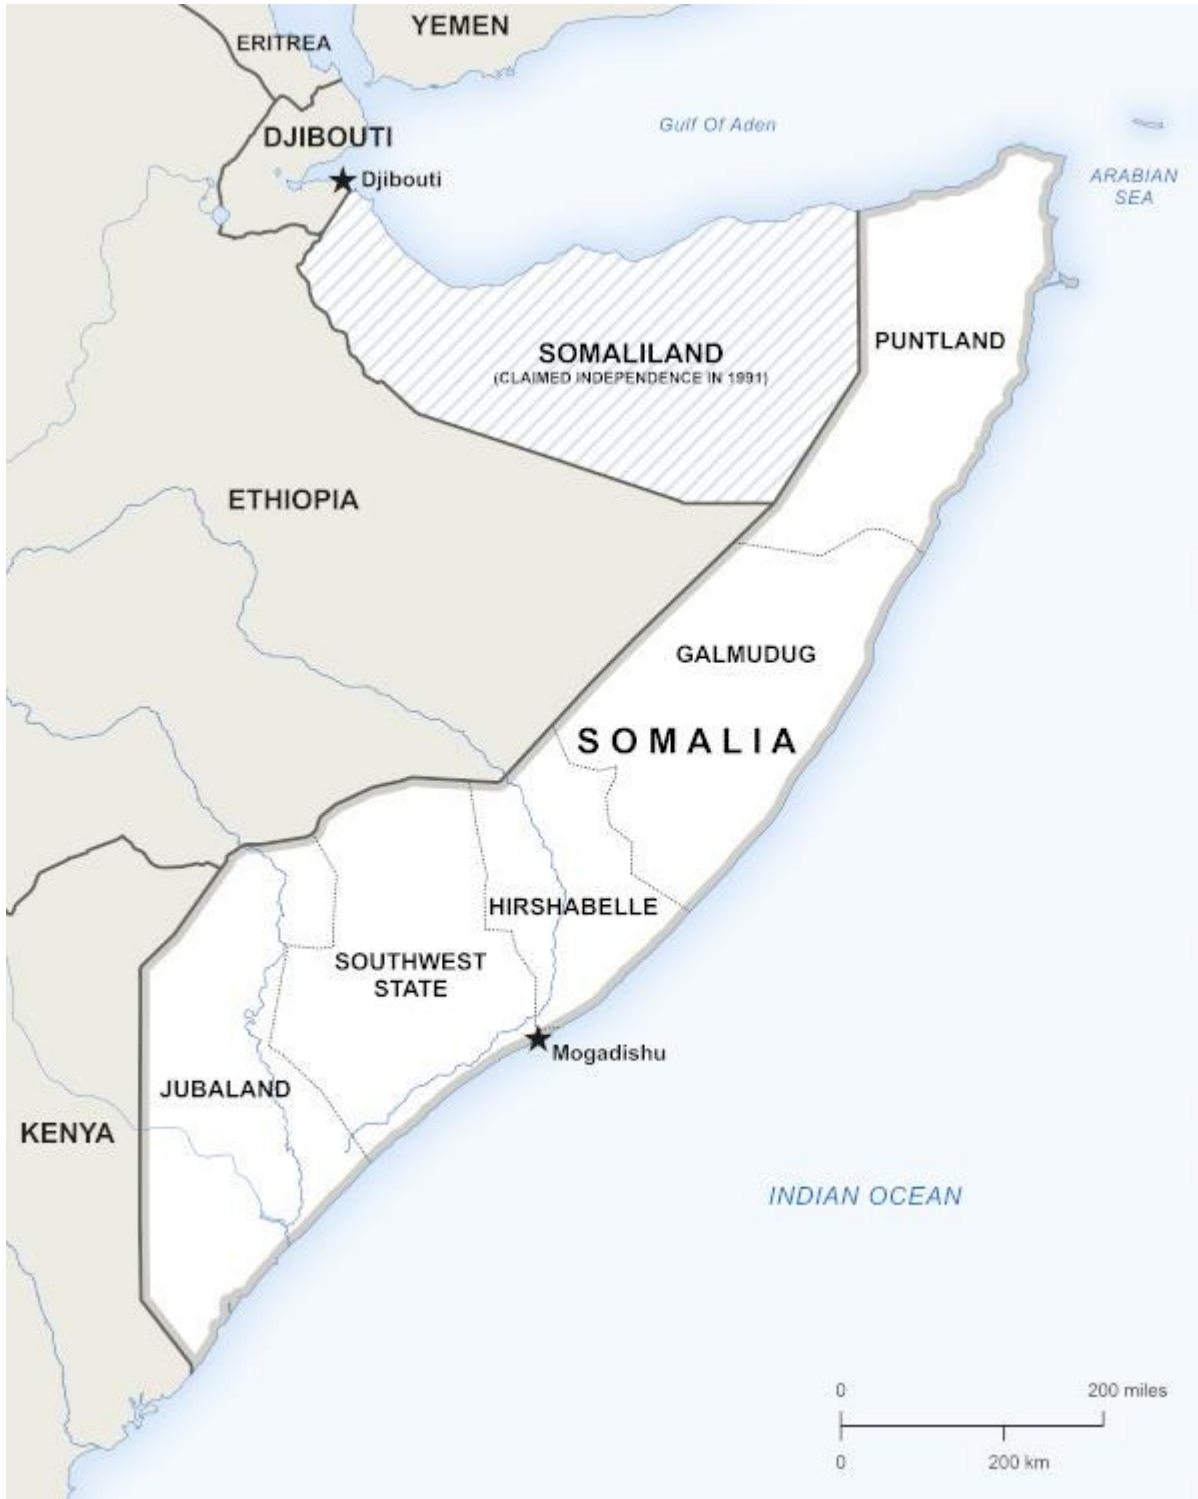 YEMEN
ERITREA
Gulf Of Aden
DJIBOUTI
Djibouti
ARABIAN
SEA
PUNTLAND
SOMALILAND
(CLAIMED INDEPENDENCE IN 1991)
ETHIOPIA
GALMUDUG
SOMALIA
HIRSHABELLE
SOUTHWEST
STATE
Mogadishu
JUBALAND
KENYA
INDIAN OCEAN
0 200 miles
0 200 km